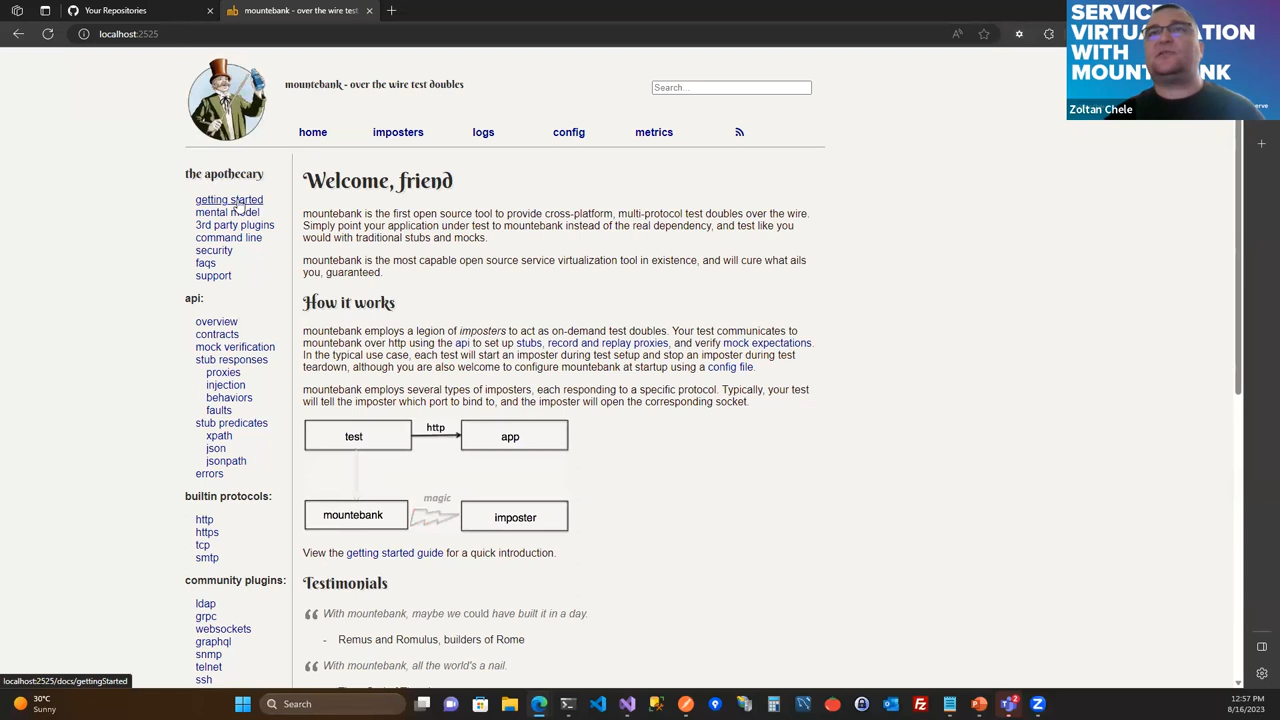 Your Repositories
mountebank - over the wire test
localhost:2525
SERVICE
VIRTUALIZATION
WITH
MOUNTEBANK
Zoltan Chele
mountebank - over the wire test doubles
Search...
home imposters logs config metrics
the apothecary
getting started
mental model
3rd party plugins
command line
security
faqs
support
api:
overview
contracts
mock verification
stub responses
proxies
injection
behaviors
faults
stub predicates
xpath
json
jsonpath
errors
builtin protocols:
http
https
tcp
smtp
community plugins:
ldap
grpc
websockets
graphql
snmp
telnet
ssh
Welcome, friend
mountebank is the first open source tool to provide cross-platform, multi-protocol test doubles over the wire.
Simply point your application under test to mountebank instead of the real dependency, and test like you
would with traditional stubs and mocks.
mountebank is the most capable open source service virtualization tool in existence, and will cure what ails
you, guaranteed.
How it works
mountebank employs a legion of imposters to act as on-demand test doubles. Your test communicates to
mountebank over http using the api to set up stubs, record and replay proxies, and verify mock expectations.
In the typical use case, each test will start an imposter during test setup and stop an imposter during test
teardown, although you are also welcome to configure mountebank at startup using a config file.
mountebank employs several types of imposters, each responding to a specific protocol. Typically, your test
will tell the imposter which port to bind to, and the imposter will open the corresponding socket.
test http app
magic
mountebank imposter
View the getting started guide for a quick introduction.
Testimonials
With mountebank, maybe we could have built it in a day.
- Remus and Romulus, builders of Rome
With mountebank, all the world's a nail.
localhost:2525/docs/gettingStarted
30°C
Sunny
Search
12:57 PM
8/16/2023